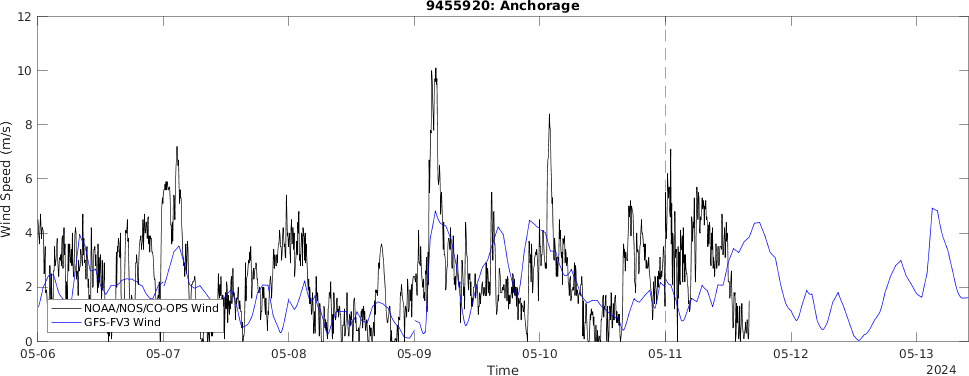 9455920: Anchorage
12
10
8
6
4
2
0
Wind Speed (m/s)
NOAA/NOS/CO-OPS Wind
GFS-FV3 Wind
05-06 05-07 05-08 05-09 05-10 05-11 05-12 05-13
Time
2024